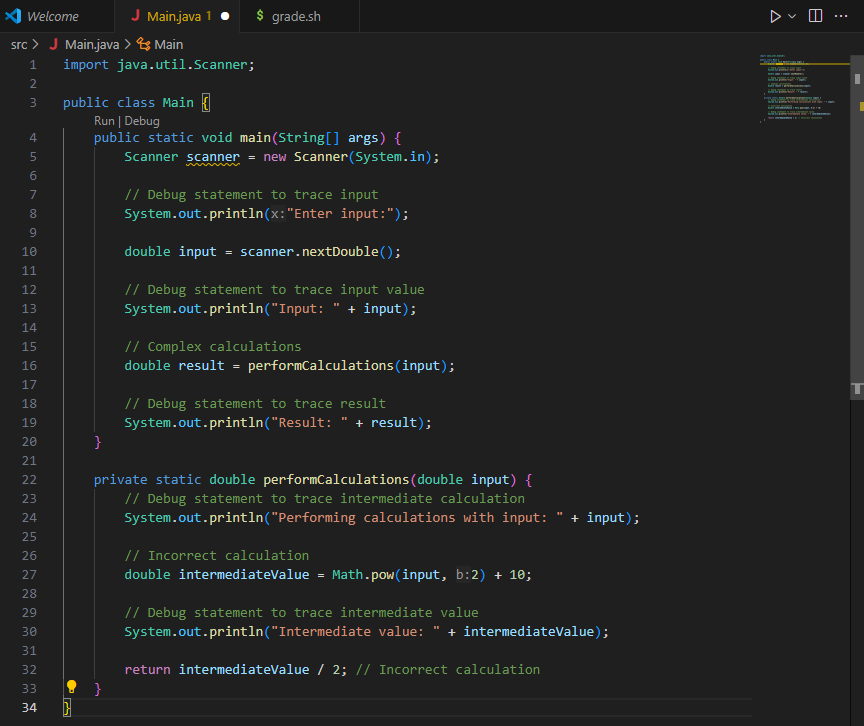 Welcome
J Main.java 1
$ grade.sh
src > J Main.java > Main
1 import java.util.Scanner;
2
3 public class Main {
Run | Debug
4 public static void main(String[] args) {
5 Scanner scanner = new Scanner(System.in);
6
7 // Debug statement to trace input
8 System.out.println(x:"Enter input:");
9
10 double input = scanner.nextDouble();
11
12 // Debug statement to trace input value
13 System.out.println("Input: " + input);
14
15 // Complex calculations
16 double result = performCalculations(input);
17
18 // Debug statement to trace result
19 System.out.println("Result: " + result);
20 }
21
22 private static double performCalculations(double input) {
23 // Debug statement to trace intermediate calculation
24 System.out.println("Performing calculations with input: " + input);
25
26 // Incorrect calculation
27 double intermediateValue = Math.pow(input, b:2) + 10;
28
29 // Debug statement to trace intermediate value
30 System.out.println("Intermediate value: " + intermediateValue);
31
32 return intermediateValue / 2; // Incorrect calculation
33 }
34 }